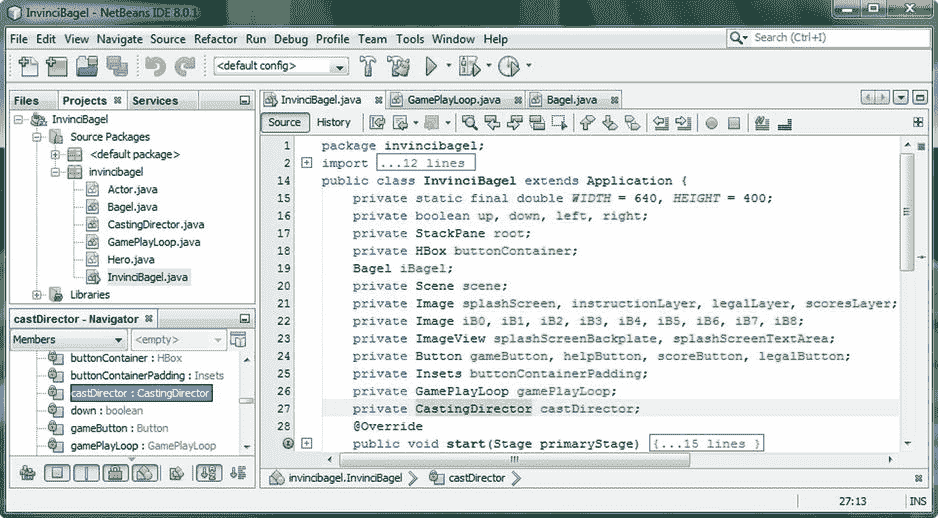 InvinciBagel - NetBeans IDE 8.0.1
File Edit View Navigate Source Refactor Run Debug Profile Team Tools Window Help
Search (Ctrl+I)
<default config>
Files Projects Services
InvinciBagel
Source Packages
<default package>
invincibagel
Actor.java
Bagel.java
CastingDirector.java
GamePlayLoop.java
Hero.java
InvinciBagel.java
Libraries
castDirector - Navigator
Members <empty>
buttonContainer : HBox
buttonContainerPadding : Insets
castDirector : CastingDirector
down : boolean
gameButton : Button
gamePlayLoop : GamePlayLoop
InvinciBagel.java GamePlayLoop.java Bagel.java
Source History
1 package invincibagel;
2 import ...12 lines
14 public class InvinciBagel extends Application {
15 private static final double WIDTH = 640, HEIGHT = 400;
16 private boolean up, down, left, right;
17 private StackPane root;
18 private HBox buttonContainer;
19 Bagel iBagel;
20 private Scene scene;
21 private Image splashScreen, instructionLayer, legalLayer, scoresLayer;
22 private Image iB0, iB1, iB2, iB3, iB4, iB5, iB6, iB7, iB8;
23 private ImageView splashScreenBackplate, splashScreenTextArea;
24 private Button gameButton, helpButton, scoreButton, legalButton;
25 private Insets buttonContainerPadding;
26 private GamePlayLoop gamePlayLoop;
27 private CastingDirector castDirector;
28 @Override
public void start(Stage primaryStage) {...15 lines }
invincibagel.InvinciBagel castDirector
27:13 INS